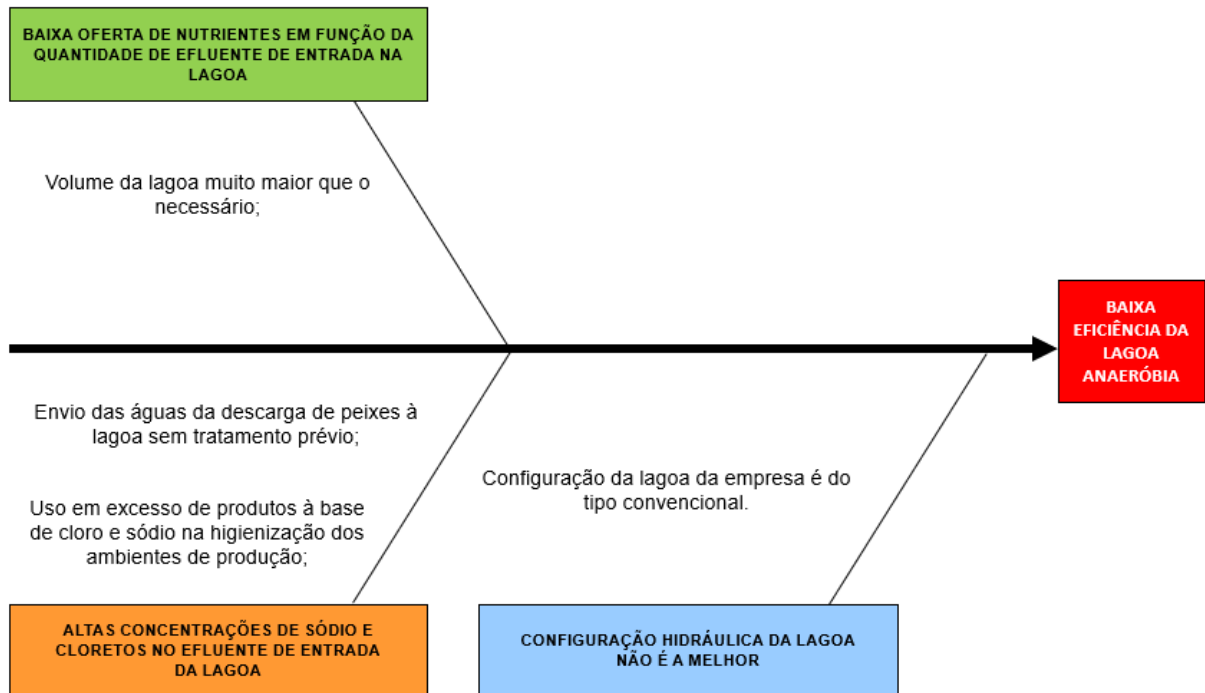 BAIXA OFERTA DE NUTRIENTES EM FUNÇÃO DA
QUANTIDADE DE EFLUENTE DE ENTRADA NA
LAGOA
Volume da lagoa muito maior que o
necessário;
BAIXA
EFICIÊNCIA DA
LAGOA
ANAERÓBIA
Envio das águas da descarga de peixes à
lagoa sem tratamento prévio;
Uso em excesso de produtos à base
de cloro e sódio na higienização dos
ambientes de produção;
Configuração da lagoa da empresa é do
tipo convencional.
ALTAS CONCENTRAÇÕES DE SÓDIO E
CLORETOS NO EFLUENTE DE ENTRADA
DA LAGOA
CONFIGURAÇÃO HIDRÁULICA DA LAGOA
NÃO É A MELHOR